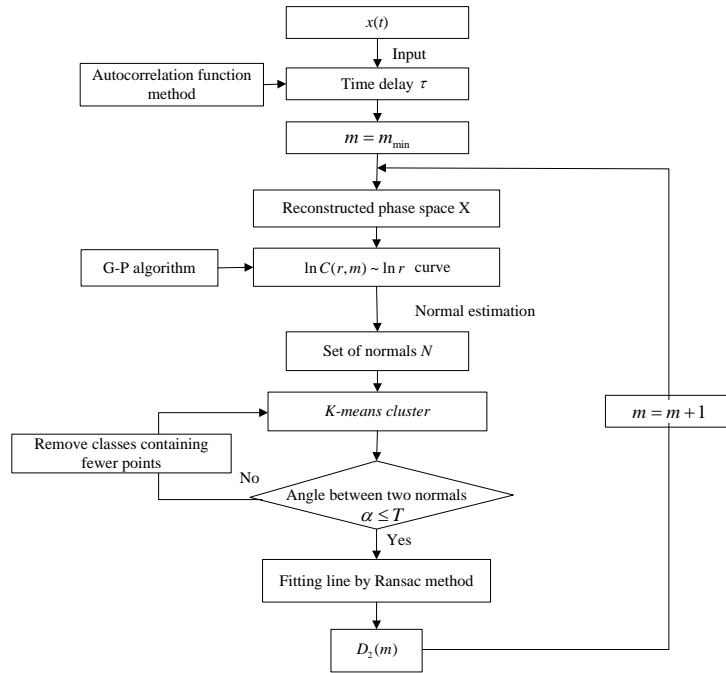 x(t)
Input
Autocorrelation function
method
Time delay τ
m = m_min
Reconstructed phase space X
G-P algorithm
ln C(r, m) ~ ln r curve
Normal estimation
Set of normals N
K-means cluster
m = m + 1
Remove classes containing
fewer points
No
Angle between two normals
α ≤ T
Yes
Fitting line by Ransac method
D₂(m)